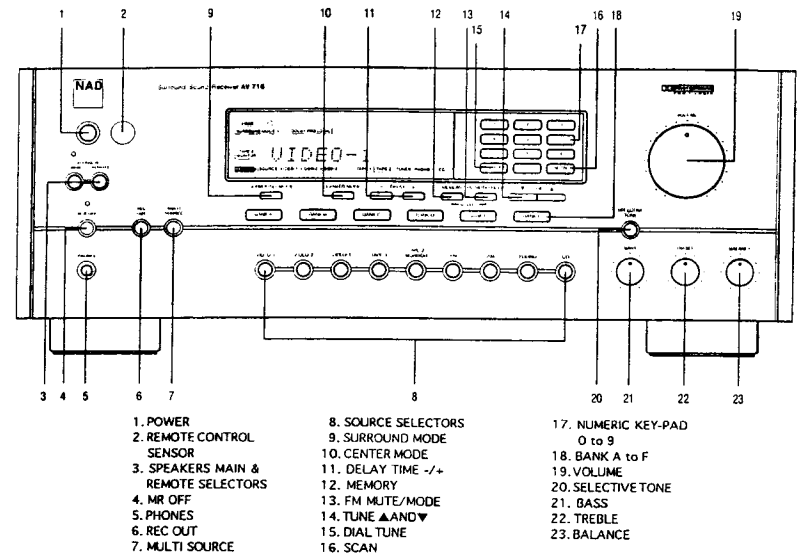 1
2
9
10
11
12
13
15
14
16
17
18
19
NAD
Surround Sound Receiver AV 716
VIDEO-1
3
4
5
6
7
8
20
21
22
23
1. POWER
2. REMOTE CONTROL
SENSOR
3. SPEAKERS MAIN &
REMOTE SELECTORS
4. MR OFF
5. PHONES
6. REC OUT
7. MULTI SOURCE
8. SOURCE SELECTORS
9. SURROUND MODE
10. CENTER MODE
11. DELAY TIME -/+
12. MEMORY
13. FM MUTE/MODE
14. TUNE ▲AND▼
15. DIAL TUNE
16. SCAN
17. NUMERIC KEY-PAD
0 to 9
18. BANK A to F
19. VOLUME
20. SELECTIVE TONE
21. BASS
22. TREBLE
23. BALANCE